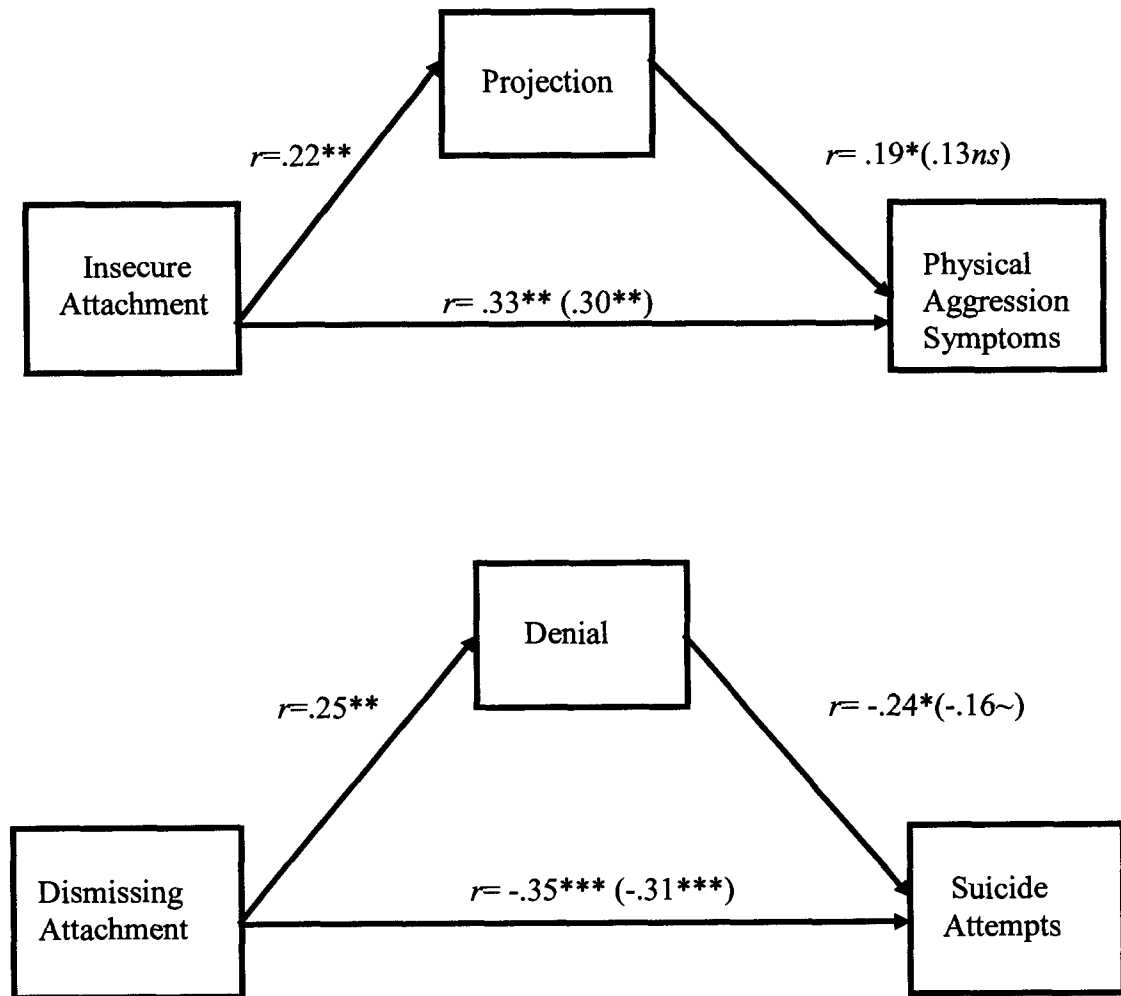 Projection
r=.22**
r= .19*(.13ns)
Insecure
Attachment
r= .33** (.30**)
Physical
Aggression
Symptoms
Denial
r=.25**
r= -.24*(-.16~)
Dismissing
Attachment
r= -.35*** (-.31***)
Suicide
Attempts